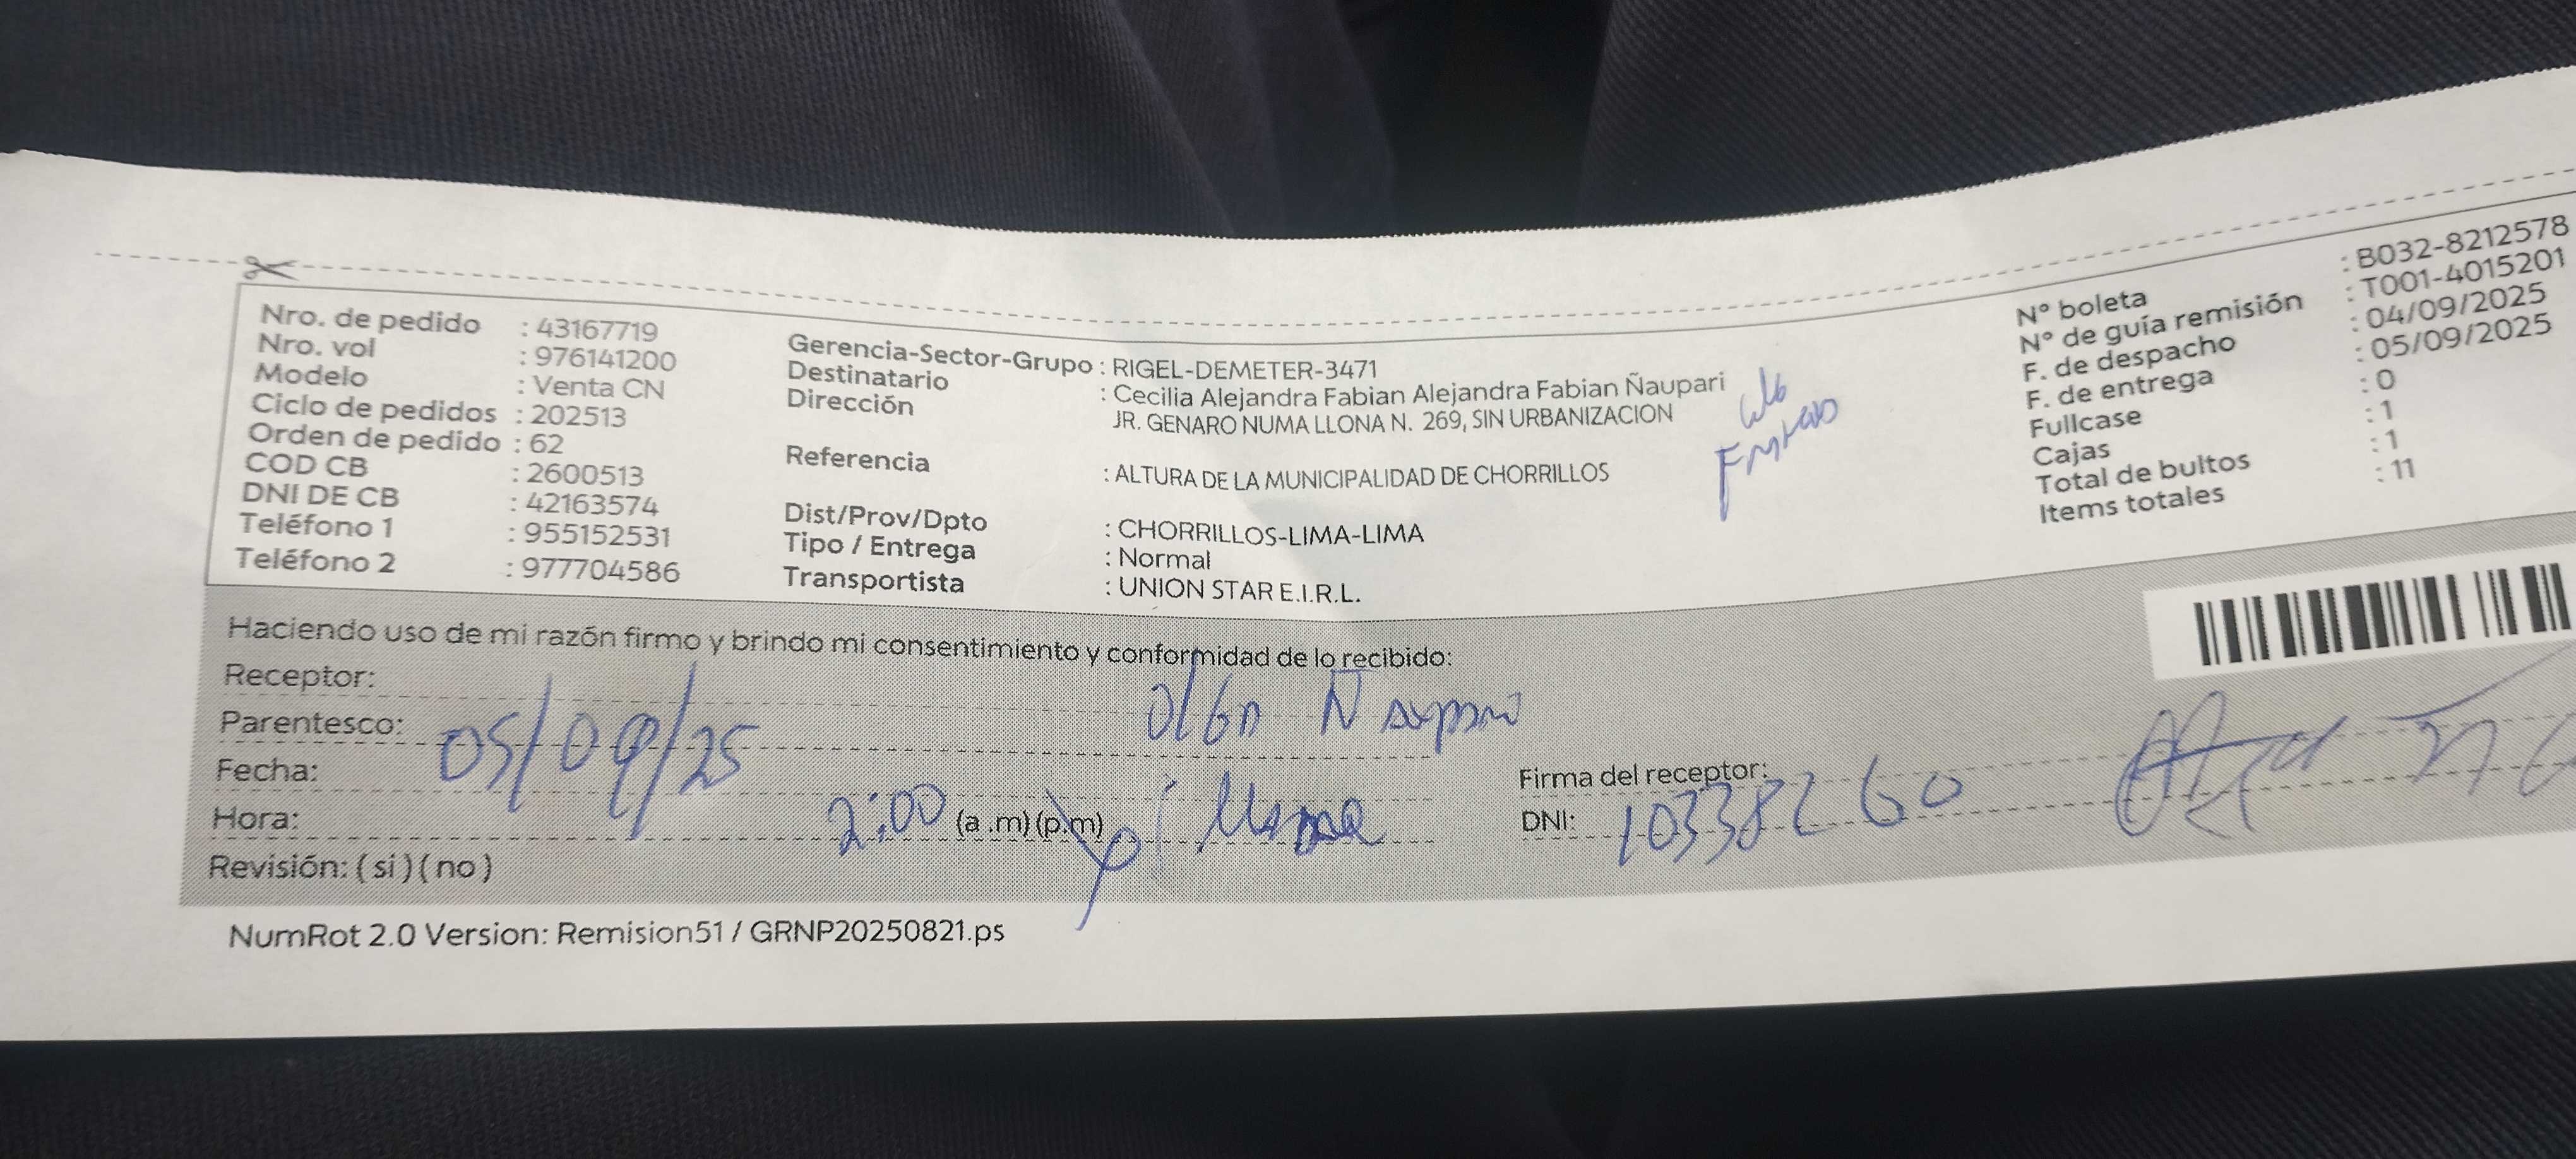 Nro. de pedido : 43167719
Nro. vol : 976141200
Modelo : Venta CN
Ciclo de pedidos : 202513
Orden de pedido : 62
COD CB : 2600513
DNI DE CB : 42163574
Teléfono 1 : 955152531
Teléfono 2 : 977704586
Gerencia-Sector-Grupo : RIGEL-DEMETER-3471
Destinatario : Cecilia Alejandra Fabian Alejandra Fabian Ñaupari
Dirección JR. GENARO NUMA LLONA N. 269, SIN URBANIZACION
Referencia : ALTURA DE LA MUNICIPALIDAD DE CHORRILLOS
Dist/Prov/Dpto : CHORRILLOS-LIMA-LIMA
Tipo / Entrega : Normal
Transportista : UNION STAR E.I.R.L.
N° boleta : B032-8212578
N° de guía remisión : T001-4015201
F. de despacho : 04/09/2025
F. de entrega : 05/09/2025
Fullcase : 0
Cajas : 1
Total de bultos : 1
Items totales : 11
Haciendo uso de mi razón firmo y brindo mi consentimiento y conformidad de lo recibido:
Receptor:
Parentesco: Olga Ñaupari
Fecha: 05/09/25
Hora: 2:00 (a .m) (p.m)
Revisión: ( si ) ( no )
Firma del receptor:
DNI: 10338260
NumRot 2.0 Version: Remision51 / GRNP20250821.ps